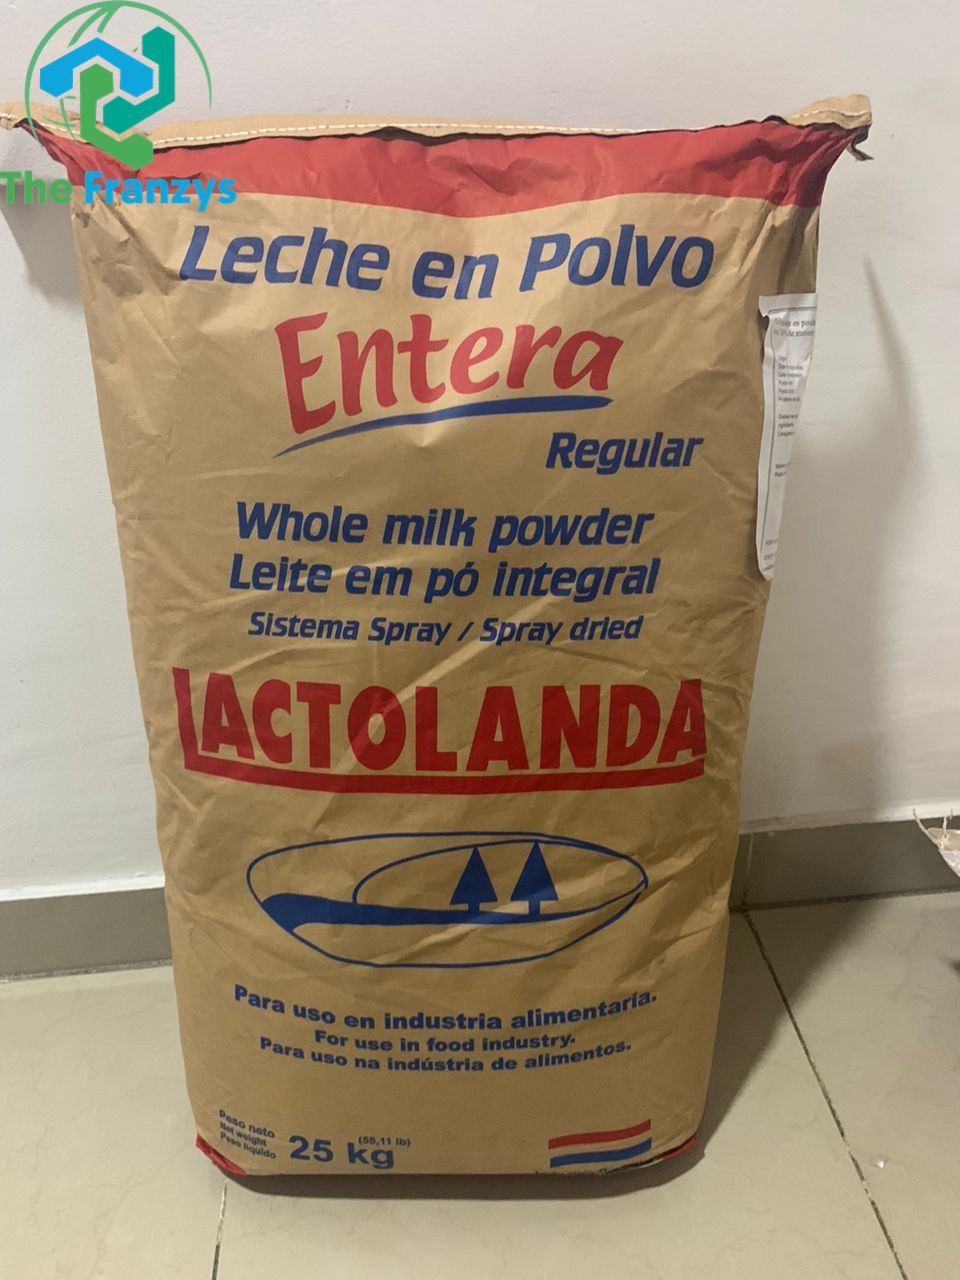 The Franzys
Leche en Polvo
Entera
Regular
Whole milk powder
Leite em pó integral
Sistema Spray / Spray dried
LACTOLANDA
Para uso en industria alimentaria.
For use in food industry.
Para uso na indústria de alimentos.
Peso neto
Net weight
Peso líquido
25 kg
(55,11 lb)